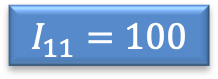 I₁₁ = 100